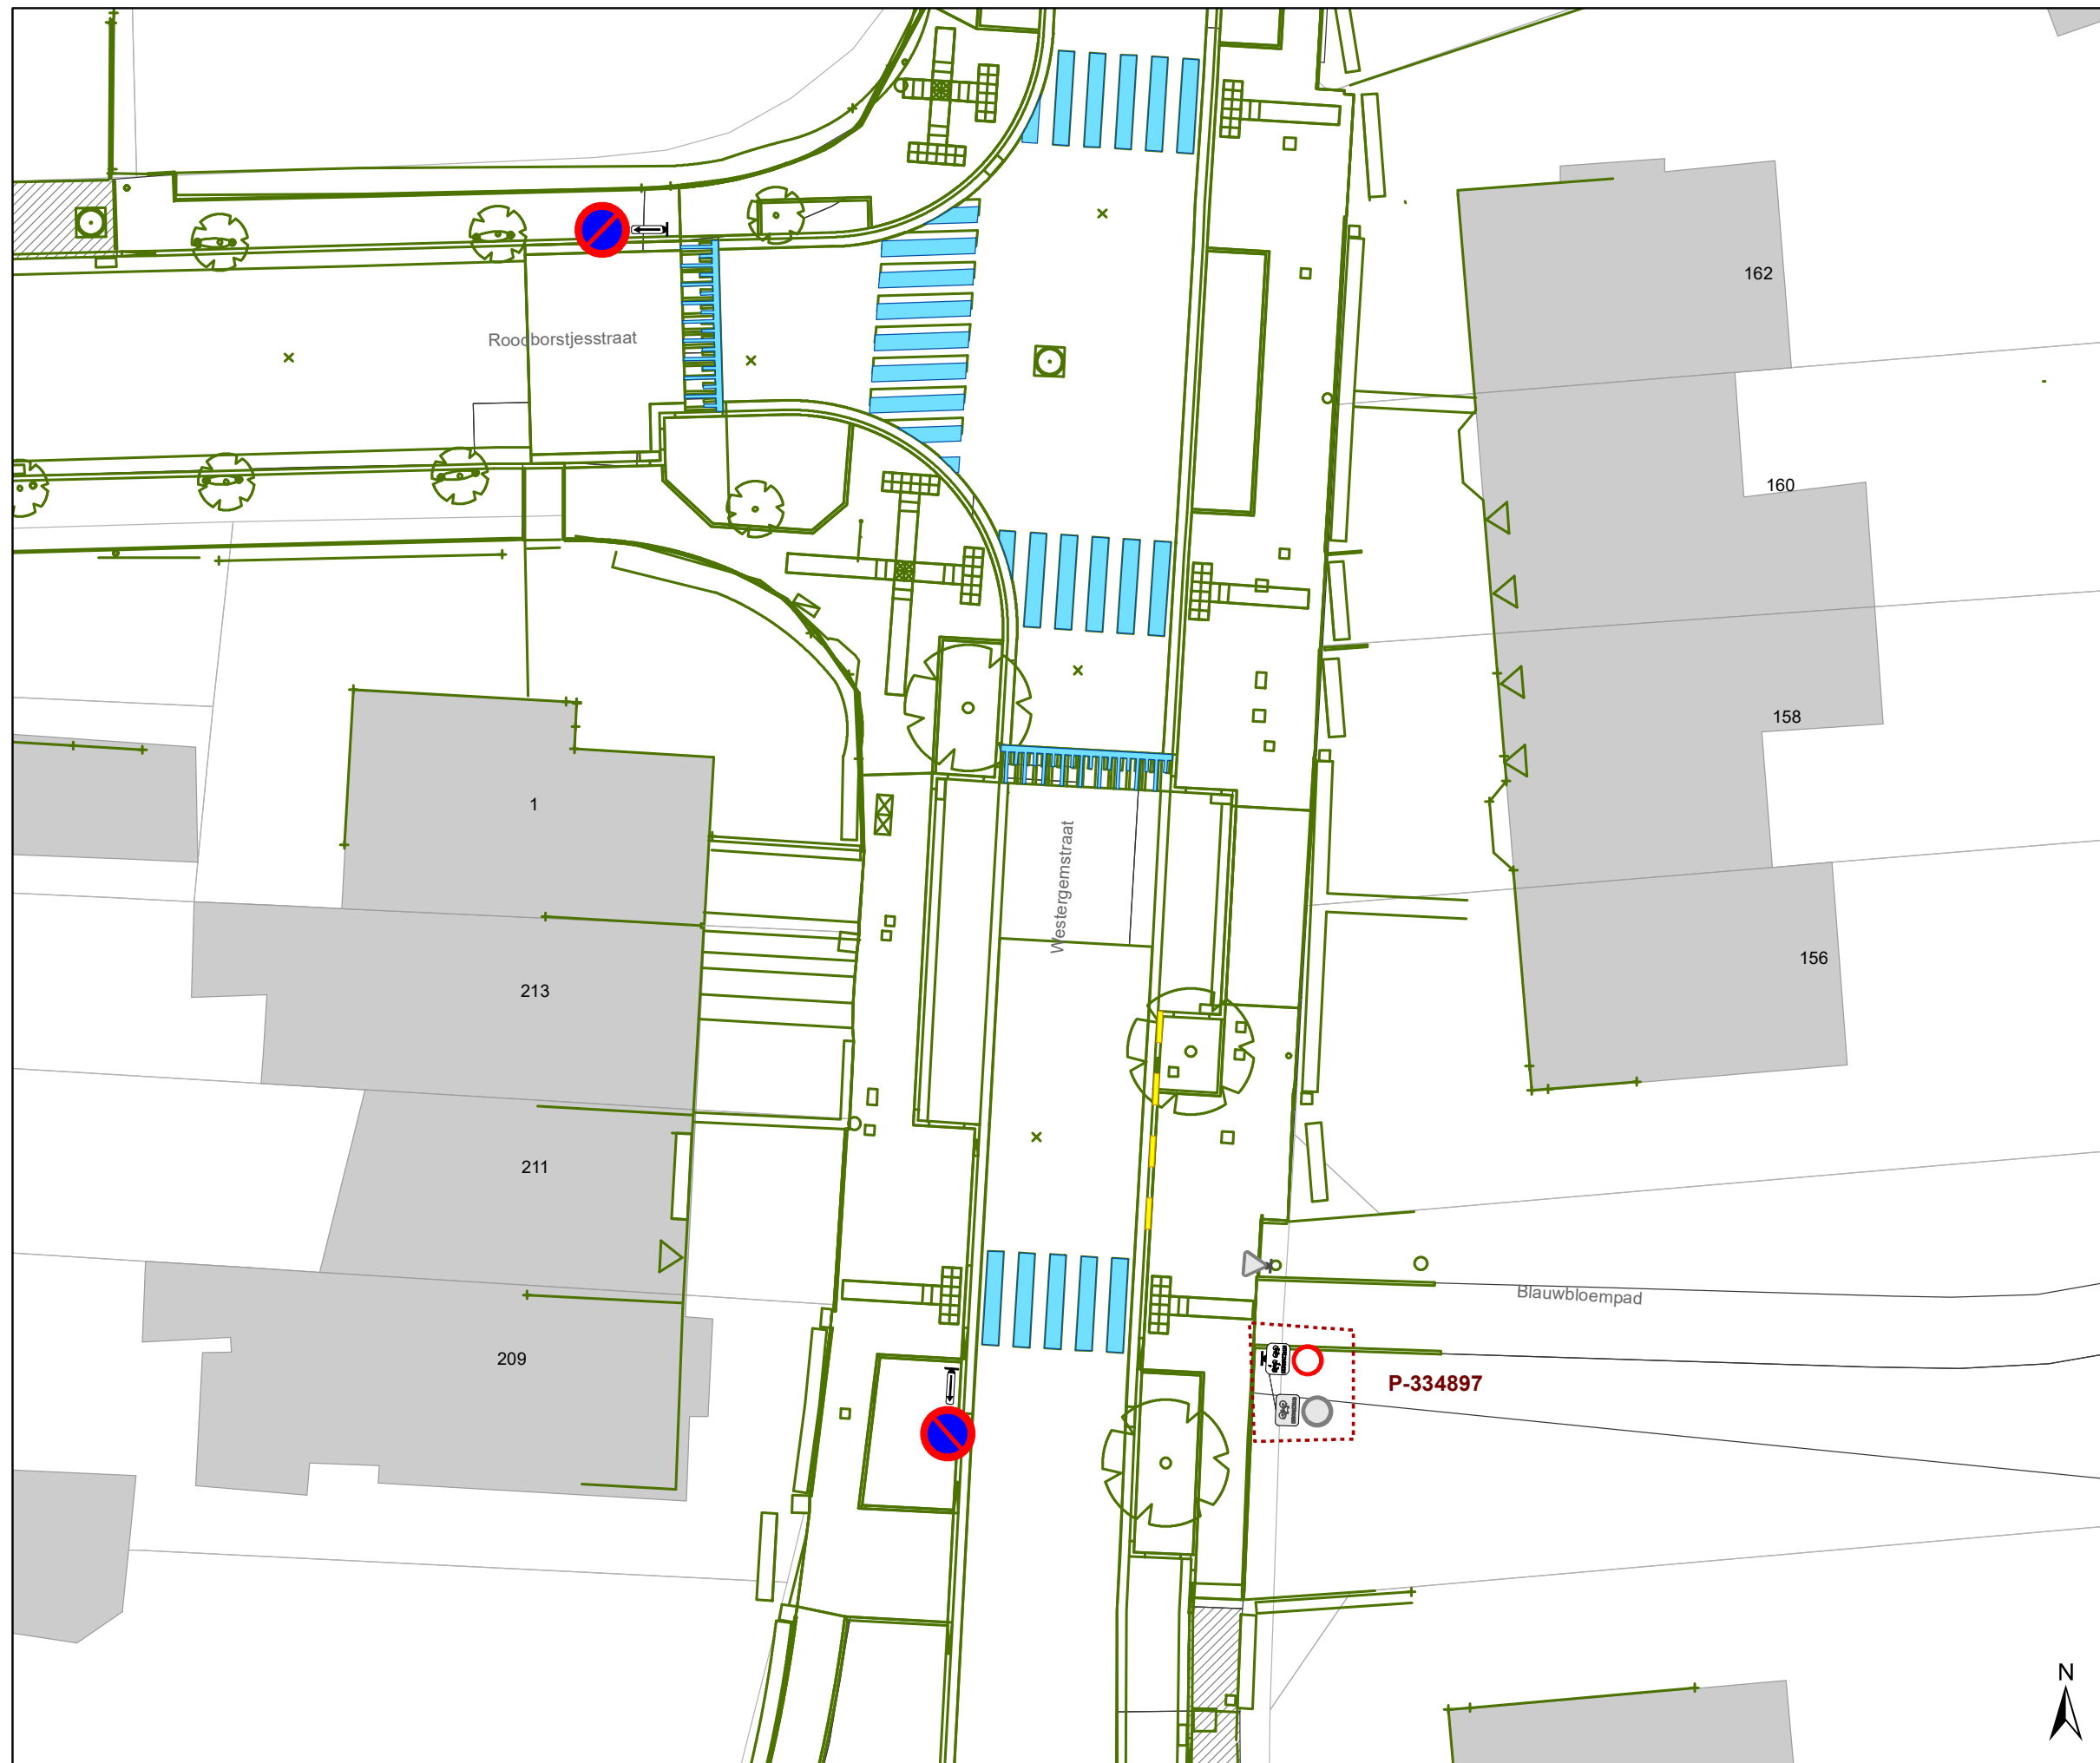 162
Roodborstjesstraat
160
158
1
Westergemstraat
156
213
211
Blauwbloempad
209
P-334897
N